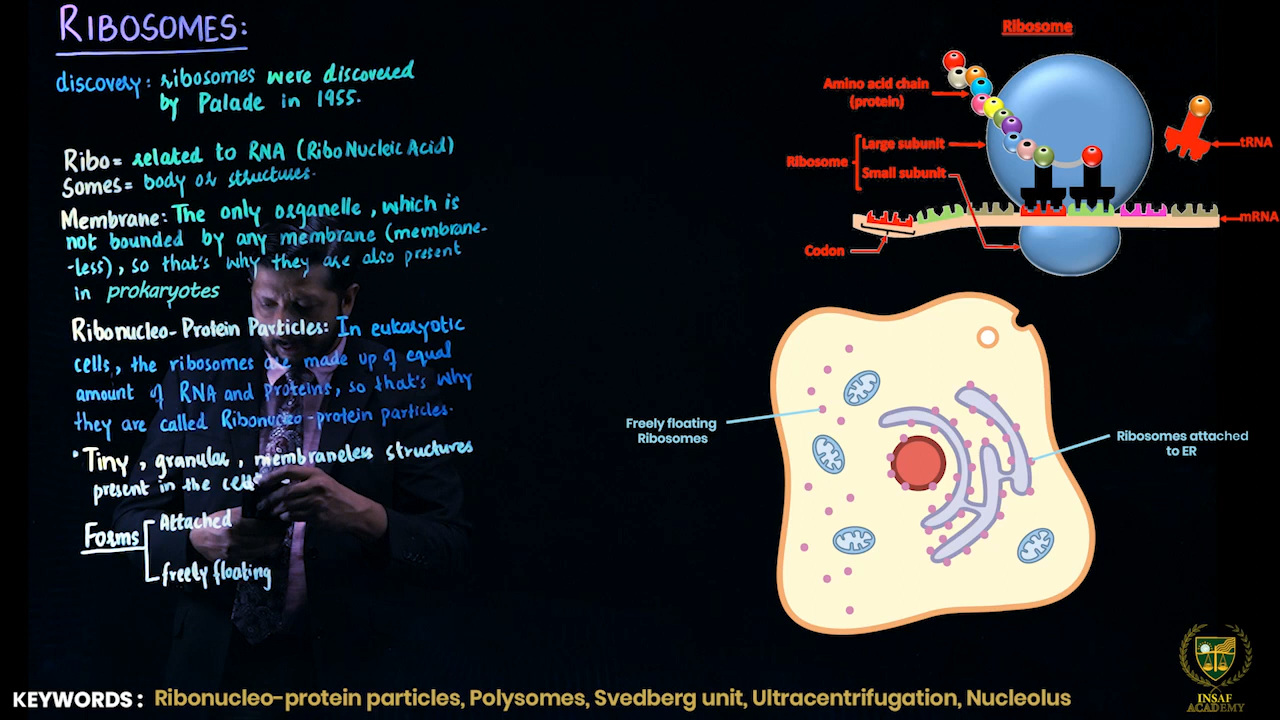 RIBOSOMES:
discovery: ribosomes were discovered
by Palade in 1955.
Ribo = related to RNA (Ribo Nucleic Acid)
Somes = body or structures.
Membrane: The only organelle, which is
not bounded by any membrane (membrane-
-less), so that's why they are also present
in prokaryotes
Ribonucleo-Protein Particles: In eukaryotic
cells, the ribosomes are made up of equal
amount of RNA and Proteins, so that's why
they are called Ribonucleo-protein particles.
• Tiny, granular, membraneless structures
present in the cell
Forms
Attached
freely floating
Ribosome
Amino acid chain
(protein)
Ribosome
Large subunit
Small subunit
tRNA
mRNA
Codon
Freely floating
Ribosomes
Ribosomes attached
to ER
KEYWORDS: Ribonucleo-protein particles, Polysomes, Svedberg unit, Ultracentrifugation, Nucleolus
INSAF
ACADEMY